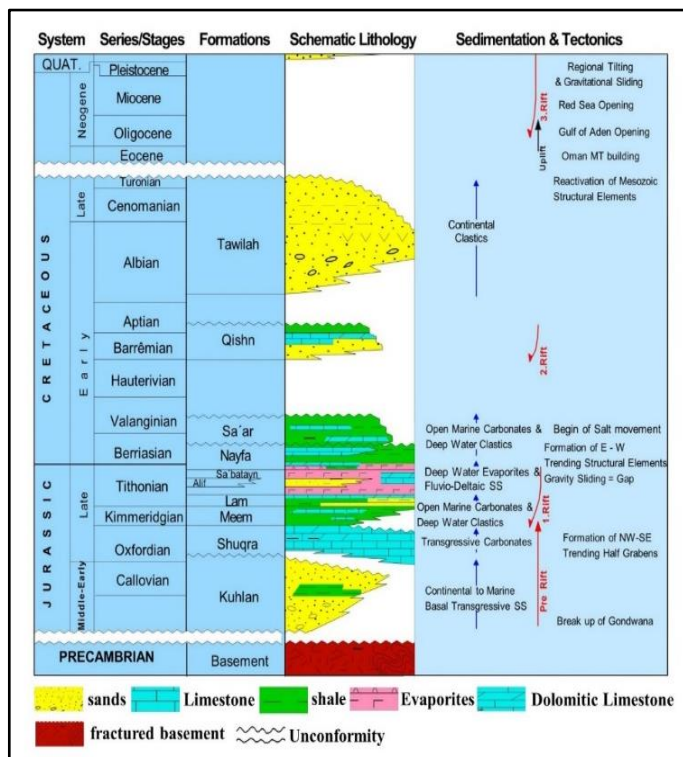 System Series/Stages Formations Schematic Lithology Sedimentation & Tectonics
QUAT.
Pleistocene
Neogene
Miocene
Oligocene
Eocene
CRETACEOUS
Late
Turonian
Cenomanian
Early
Albian
Aptian
Barrêmian
Hauterivian
Valanginian
Berriasian
JURASSIC
Late
Tithonian
Kimmeridgian
Oxfordian
Middle-Early
Callovian
PRECAMBRIAN
Tawilah
Qishn
Sa´ar
Nayfa
Sa´batayn
Alif
Lam
Meem
Shuqra
Kuhlan
Basement
Continental
Clastics
Open Marine Carbonates &
Deep Water Clastics
Deep Water Evaporites &
Fluvio-Deltaic SS
Open Marine Carbonates &
Deep Water Clastics
Transgressive Carbonates
Continental to Marine
Basal Transgressive SS
3.Rift
Uplift
2.Rift
1.Rift
Pre Rift
Regional Tilting
& Gravitational Sliding
Red Sea Opening
Gulf of Aden Opening
Oman MT building
Reactivation of Mesozoic
Structural Elements
Begin of Salt movement
Formation of E - W
Trending Structural Elements
Gravity Sliding = Gap
Formation of NW-SE
Trending Half Grabens
Break up of Gondwana
sands Limestone shale Evaporites Dolomitic Limestone
fractured basement Unconformity